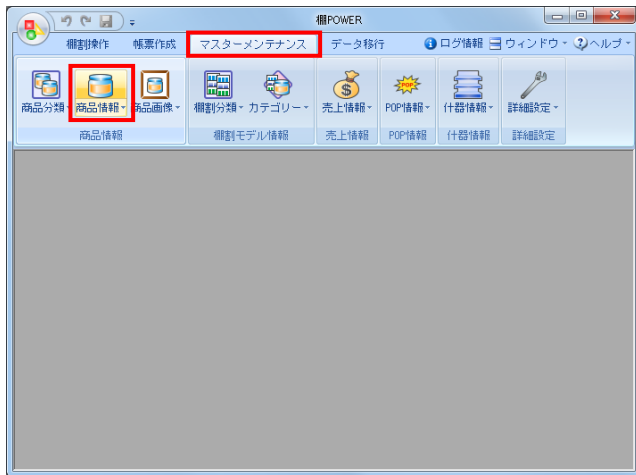 棚POWER
棚割操作 帳票作成 マスターメンテナンス データ移行 ログ情報 ウィンドウ ヘルプ
商品分類 商品情報 商品画像 棚割分類 カテゴリー 売上情報 POP情報 什器情報 詳細設定
商品情報 棚割モデル情報 売上情報 POP情報 什器情報 詳細設定